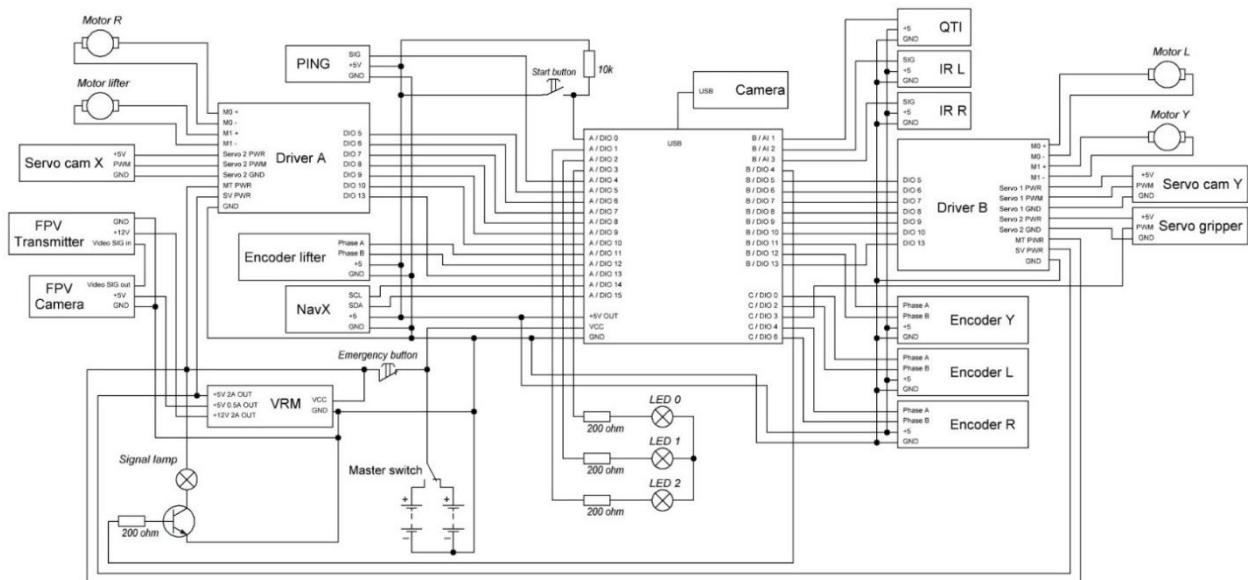 Motor R
Motor lifter
PING
SIG
+5V
GND
Start button
10k
USB
Camera
QTI
+5
GND
IR L
SIG
+5
GND
IR R
SIG
+5
GND
Motor L
Motor Y
Driver A
M0 +
M0 -
M1 +
M1 -
Servo 2 PWR
Servo 2 PWM
Servo 2 GND
MT PWR
SV PWR
GND
DIO 5
DIO 6
DIO 7
DIO 8
DIO 9
DIO 10
DIO 13
Servo cam X
+5V
PWM
GND
FPV
Transmitter
GND
+12V
Video SIG in
FPV
Camera
Video SIG out
+5V
GND
Encoder lifter
Phase A
Phase B
+5
GND
NavX
SCL
SDA
+5
GND
USB
A / DIO 0
A / DIO 1
A / DIO 2
A / DIO 3
A / DIO 4
A / DIO 5
A / DIO 6
A / DIO 7
A / DIO 8
A / DIO 9
A / DIO 10
A / DIO 11
A / DIO 12
A / DIO 13
A / DIO 14
A / DIO 15
+5V OUT
VCC
GND
B / AI 1
B / AI 2
B / AI 3
B / DIO 4
B / DIO 5
B / DIO 6
B / DIO 7
B / DIO 8
B / DIO 9
B / DIO 10
B / DIO 11
B / DIO 12
B / DIO 13
C / DIO 0
C / DIO 2
C / DIO 3
C / DIO 4
C / DIO 6
Driver B
DIO 5
DIO 6
DIO 7
DIO 8
DIO 9
DIO 10
DIO 13
M0 +
M0 -
M1 +
M1 -
Servo 1 PWR
Servo 1 PWM
Servo 1 GND
Servo 2 PWR
Servo 2 GND
MT PWR
SV PWR
GND
+5V
PWM
GND
Servo cam Y
+5V
PWM
GND
Servo gripper
Phase A
Phase B
+5
GND
Encoder Y
Phase A
Phase B
+5
GND
Encoder L
Phase A
Phase B
+5
GND
Encoder R
Emergency button
VRM
+5V 2A OUT
+5V 0.5A OUT
+12V 2A OUT
VCC
GND
Signal lamp
200 ohm
Master switch
+
+
−
−
LED 0
200 ohm
LED 1
200 ohm
LED 2
200 ohm